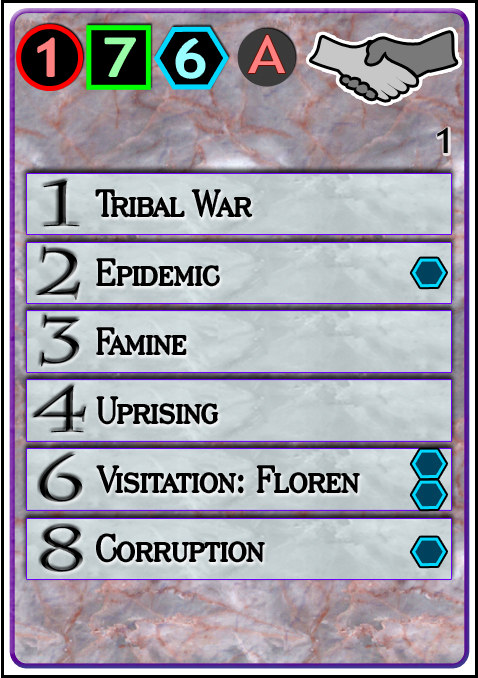 1 7 6 A
1
1 Tribal War
2 Epidemic
3 Famine
4 Uprising
6 Visitation: Floren
8 Corruption